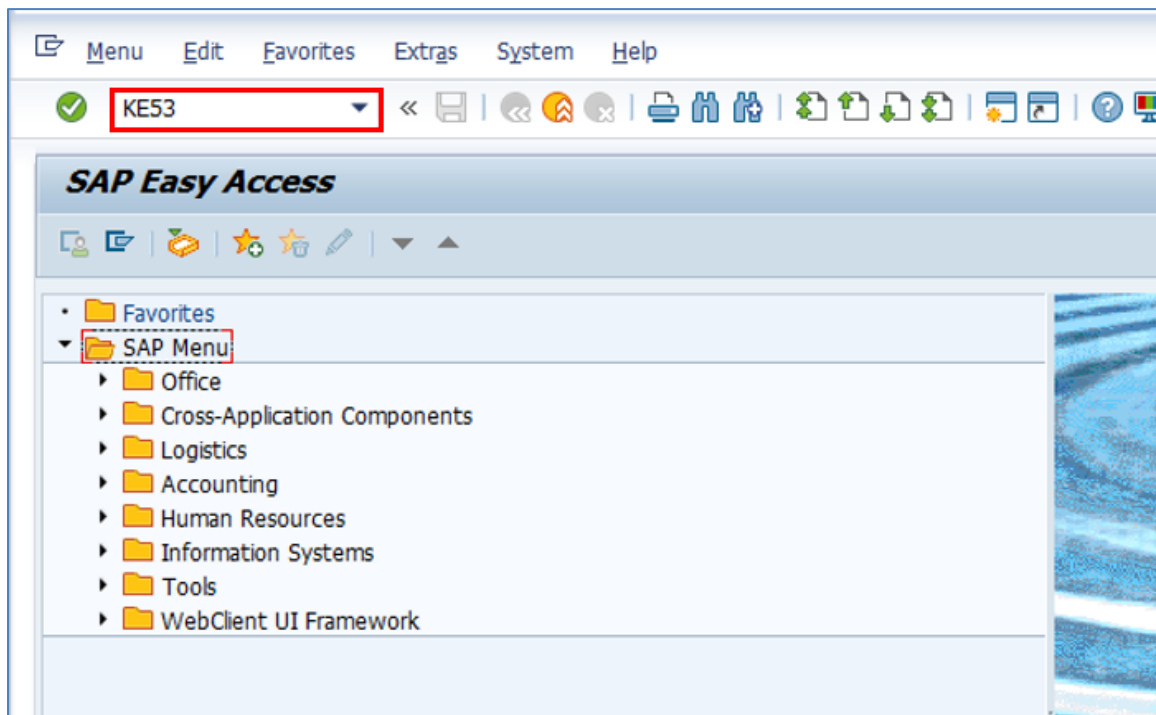 Menu Edit Favorites Extras System Help
KE53
SAP Easy Access
Favorites
SAP Menu
Office
Cross-Application Components
Logistics
Accounting
Human Resources
Information Systems
Tools
WebClient UI Framework